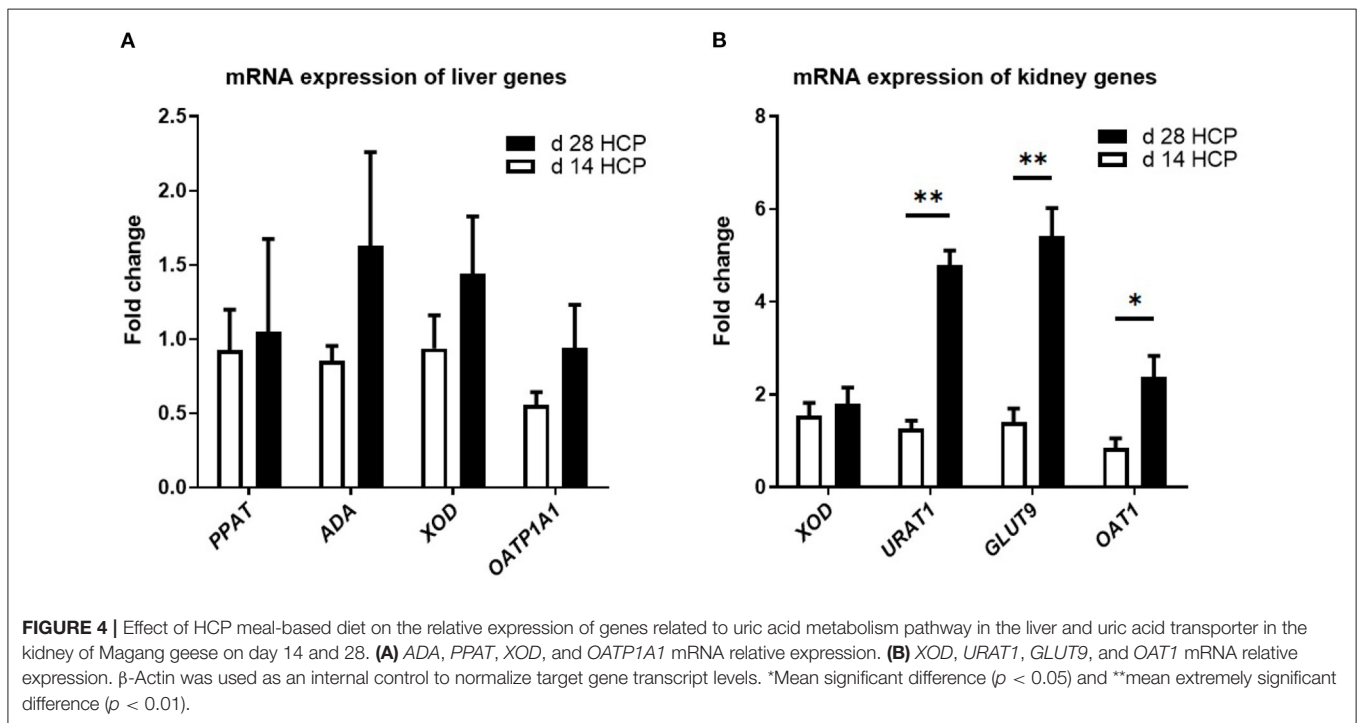 A
mRNA expression of liver genes
Fold change
2.5
2.0
1.5
1.0
0.5
0.0
d 28 HCP
d 14 HCP
PPAT
ADA
XOD
OATP1A1
B
mRNA expression of kidney genes
Fold change
8
6
4
2
0
d 28 HCP
d 14 HCP
**
**
*
XOD
URAT1
GLUT9
OAT1
FIGURE 4 | Effect of HCP meal-based diet on the relative expression of genes related to uric acid metabolism pathway in the liver and uric acid transporter in the
kidney of Magang geese on day 14 and 28. (A) ADA, PPAT, XOD, and OATP1A1 mRNA relative expression. (B) XOD, URAT1, GLUT9, and OAT1 mRNA relative
expression. β-Actin was used as an internal control to normalize target gene transcript levels. *Mean significant difference (p < 0.05) and **mean extremely significant
difference (p < 0.01).